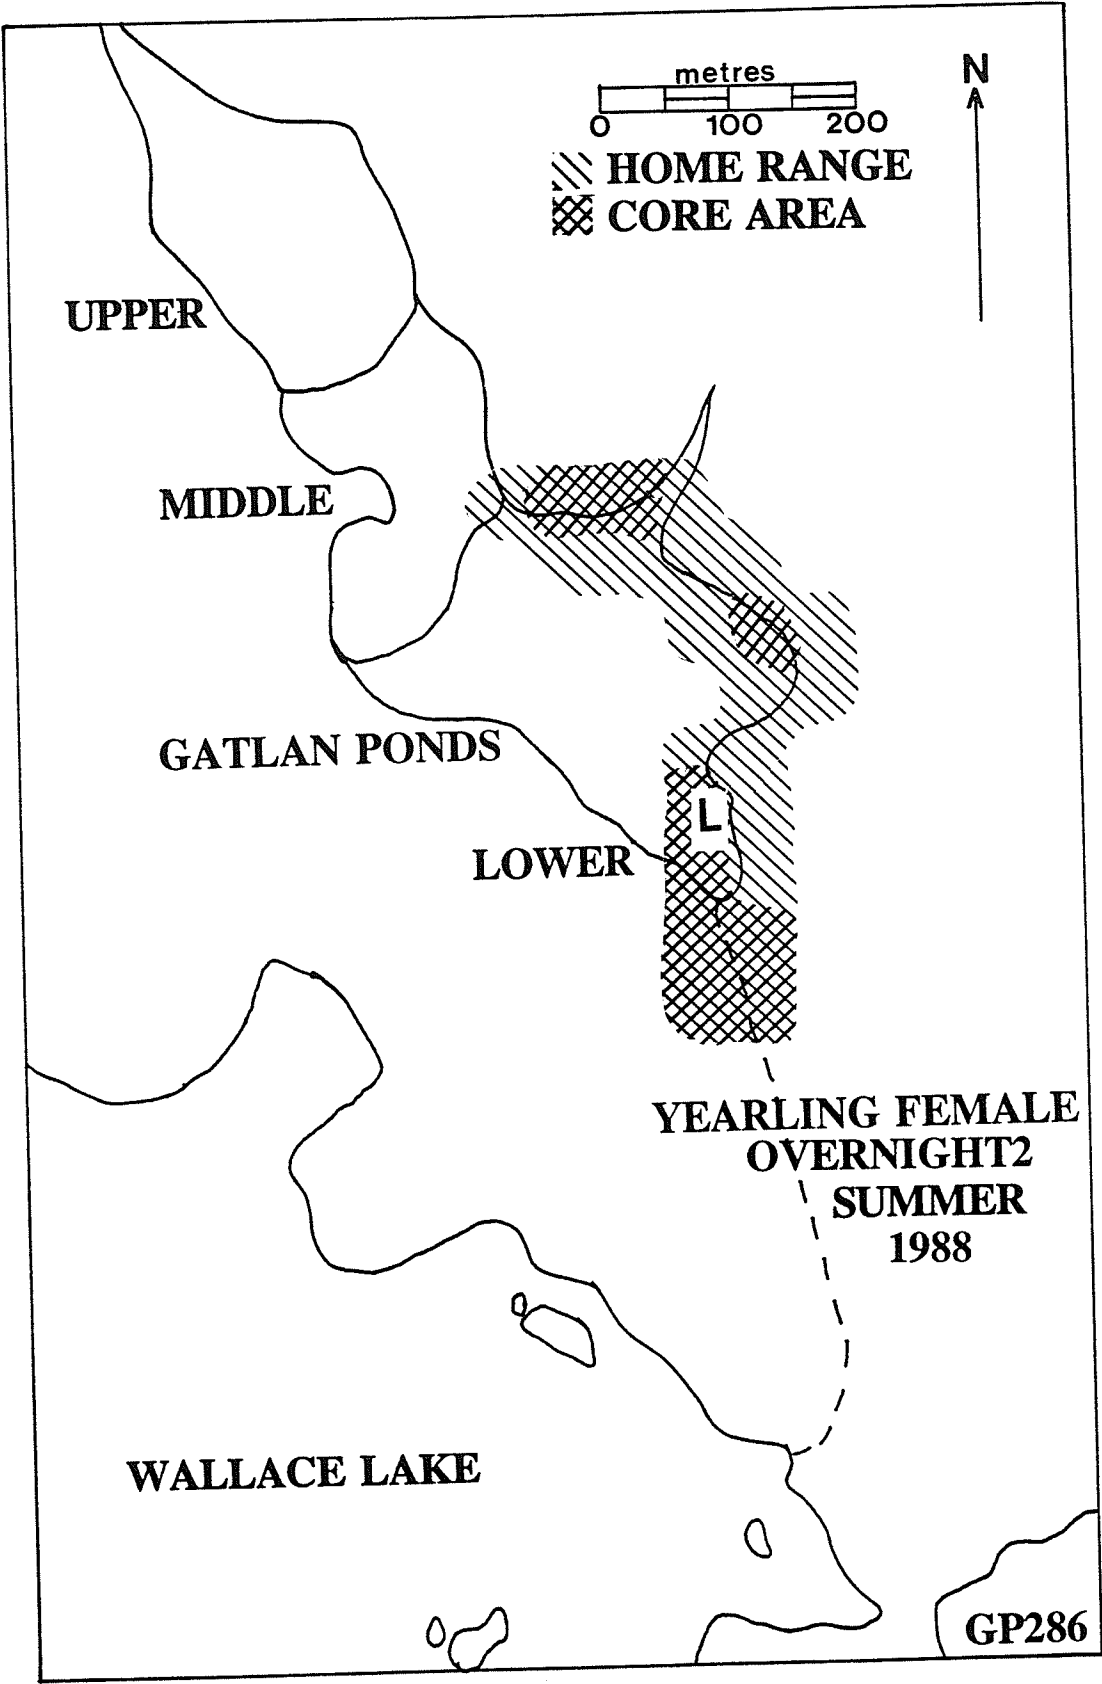 metres
N
0 100 200
HOME RANGE
CORE AREA
UPPER
MIDDLE
GATLAN PONDS
L
LOWER
YEARLING FEMALE
OVERNIGHT2
SUMMER
1988
WALLACE LAKE
GP286